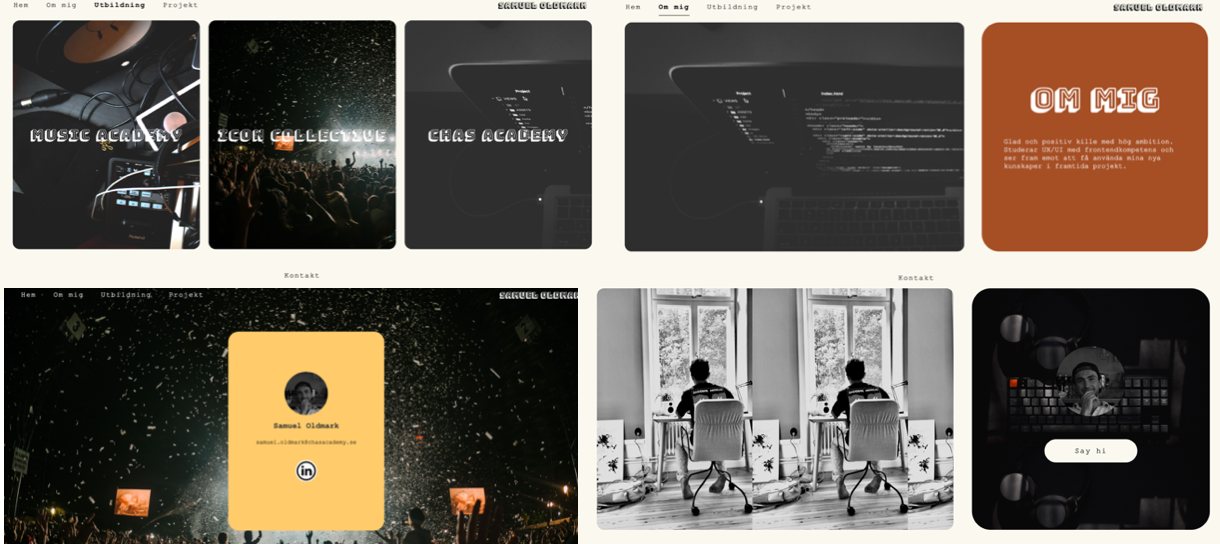 Hem Om mig Utbildning Projekt SAMUEL OLDMARK
MUSIC ACADEMY
ICON COLLECTIVE
CHAS ACADEMY
Kontakt
Hem Om mig Utbildning Projekt SAMUEL OLDMARK
Project
OM MIG
Glad och positiv kille med hög ambition.
Studerar UX/UI med frontendkompetens och
ser fram emot att få använda mina nya
kunskaper i framtida projekt.
Kontakt
Hem Om mig Utbildning Projekt SAMUEL OLDMAR
Samuel Oldmark
samuel.oldmark@chasacademy.se
in
Say hi